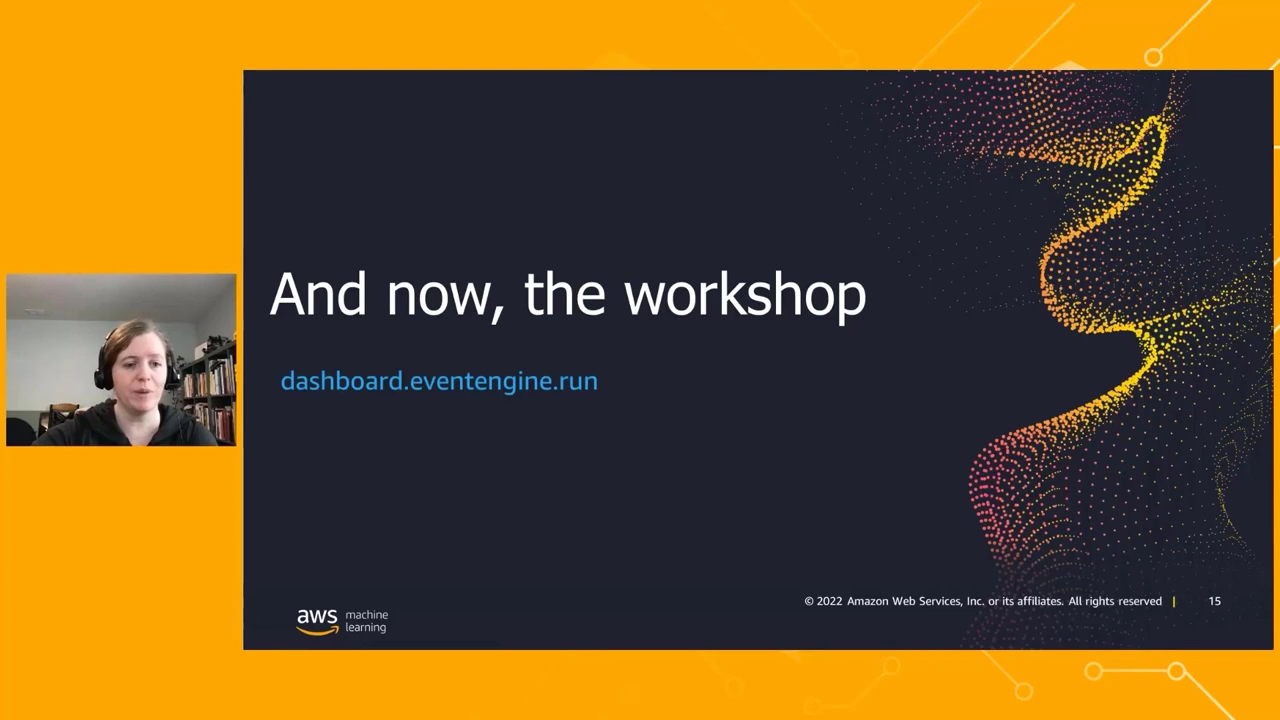 And now, the workshop
dashboard.eventengine.run
aws machine learning
© 2022 Amazon Web Services, Inc. or its affiliates. All rights reserved | 15